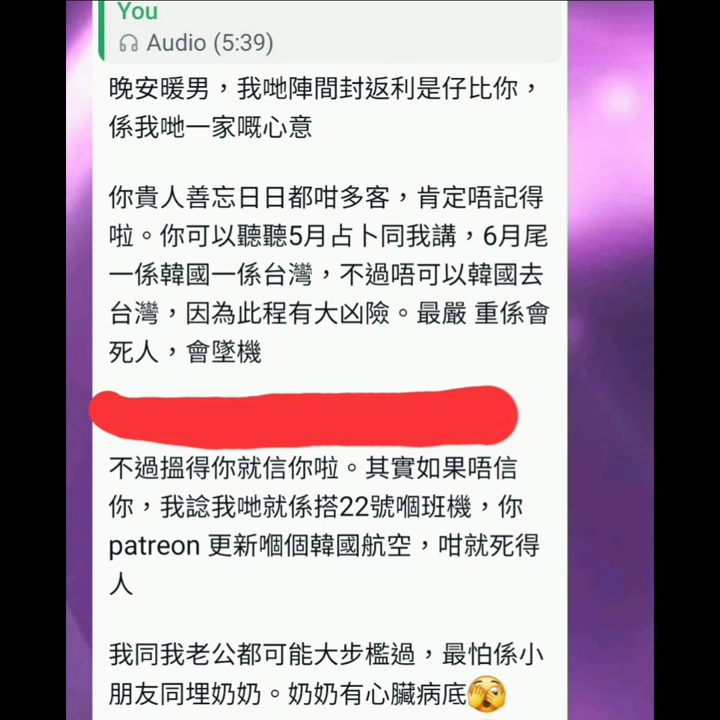 You
Audio (5:39)
晚安暖男，我哋陣間封返利是仔比你，
係我哋一家嘅心意
你貴人善忘日日都咁多客，肯定唔記得
啦。你可以聽聽5月占卜同我講，6月尾
一係韓國一係台灣，不過唔可以韓國去
台灣，因為此程有大凶險。最嚴 重係會
死人，會墜機
不過搵得你就信你啦。其實如果唔信
你，我諗我哋就係搭22號嗰班機，你
patreon 更新嗰個韓國航空，咁就死得
人
我同我老公都可能大步檻過，最怕係小
朋友同埋奶奶。奶奶有心臟病底🫣